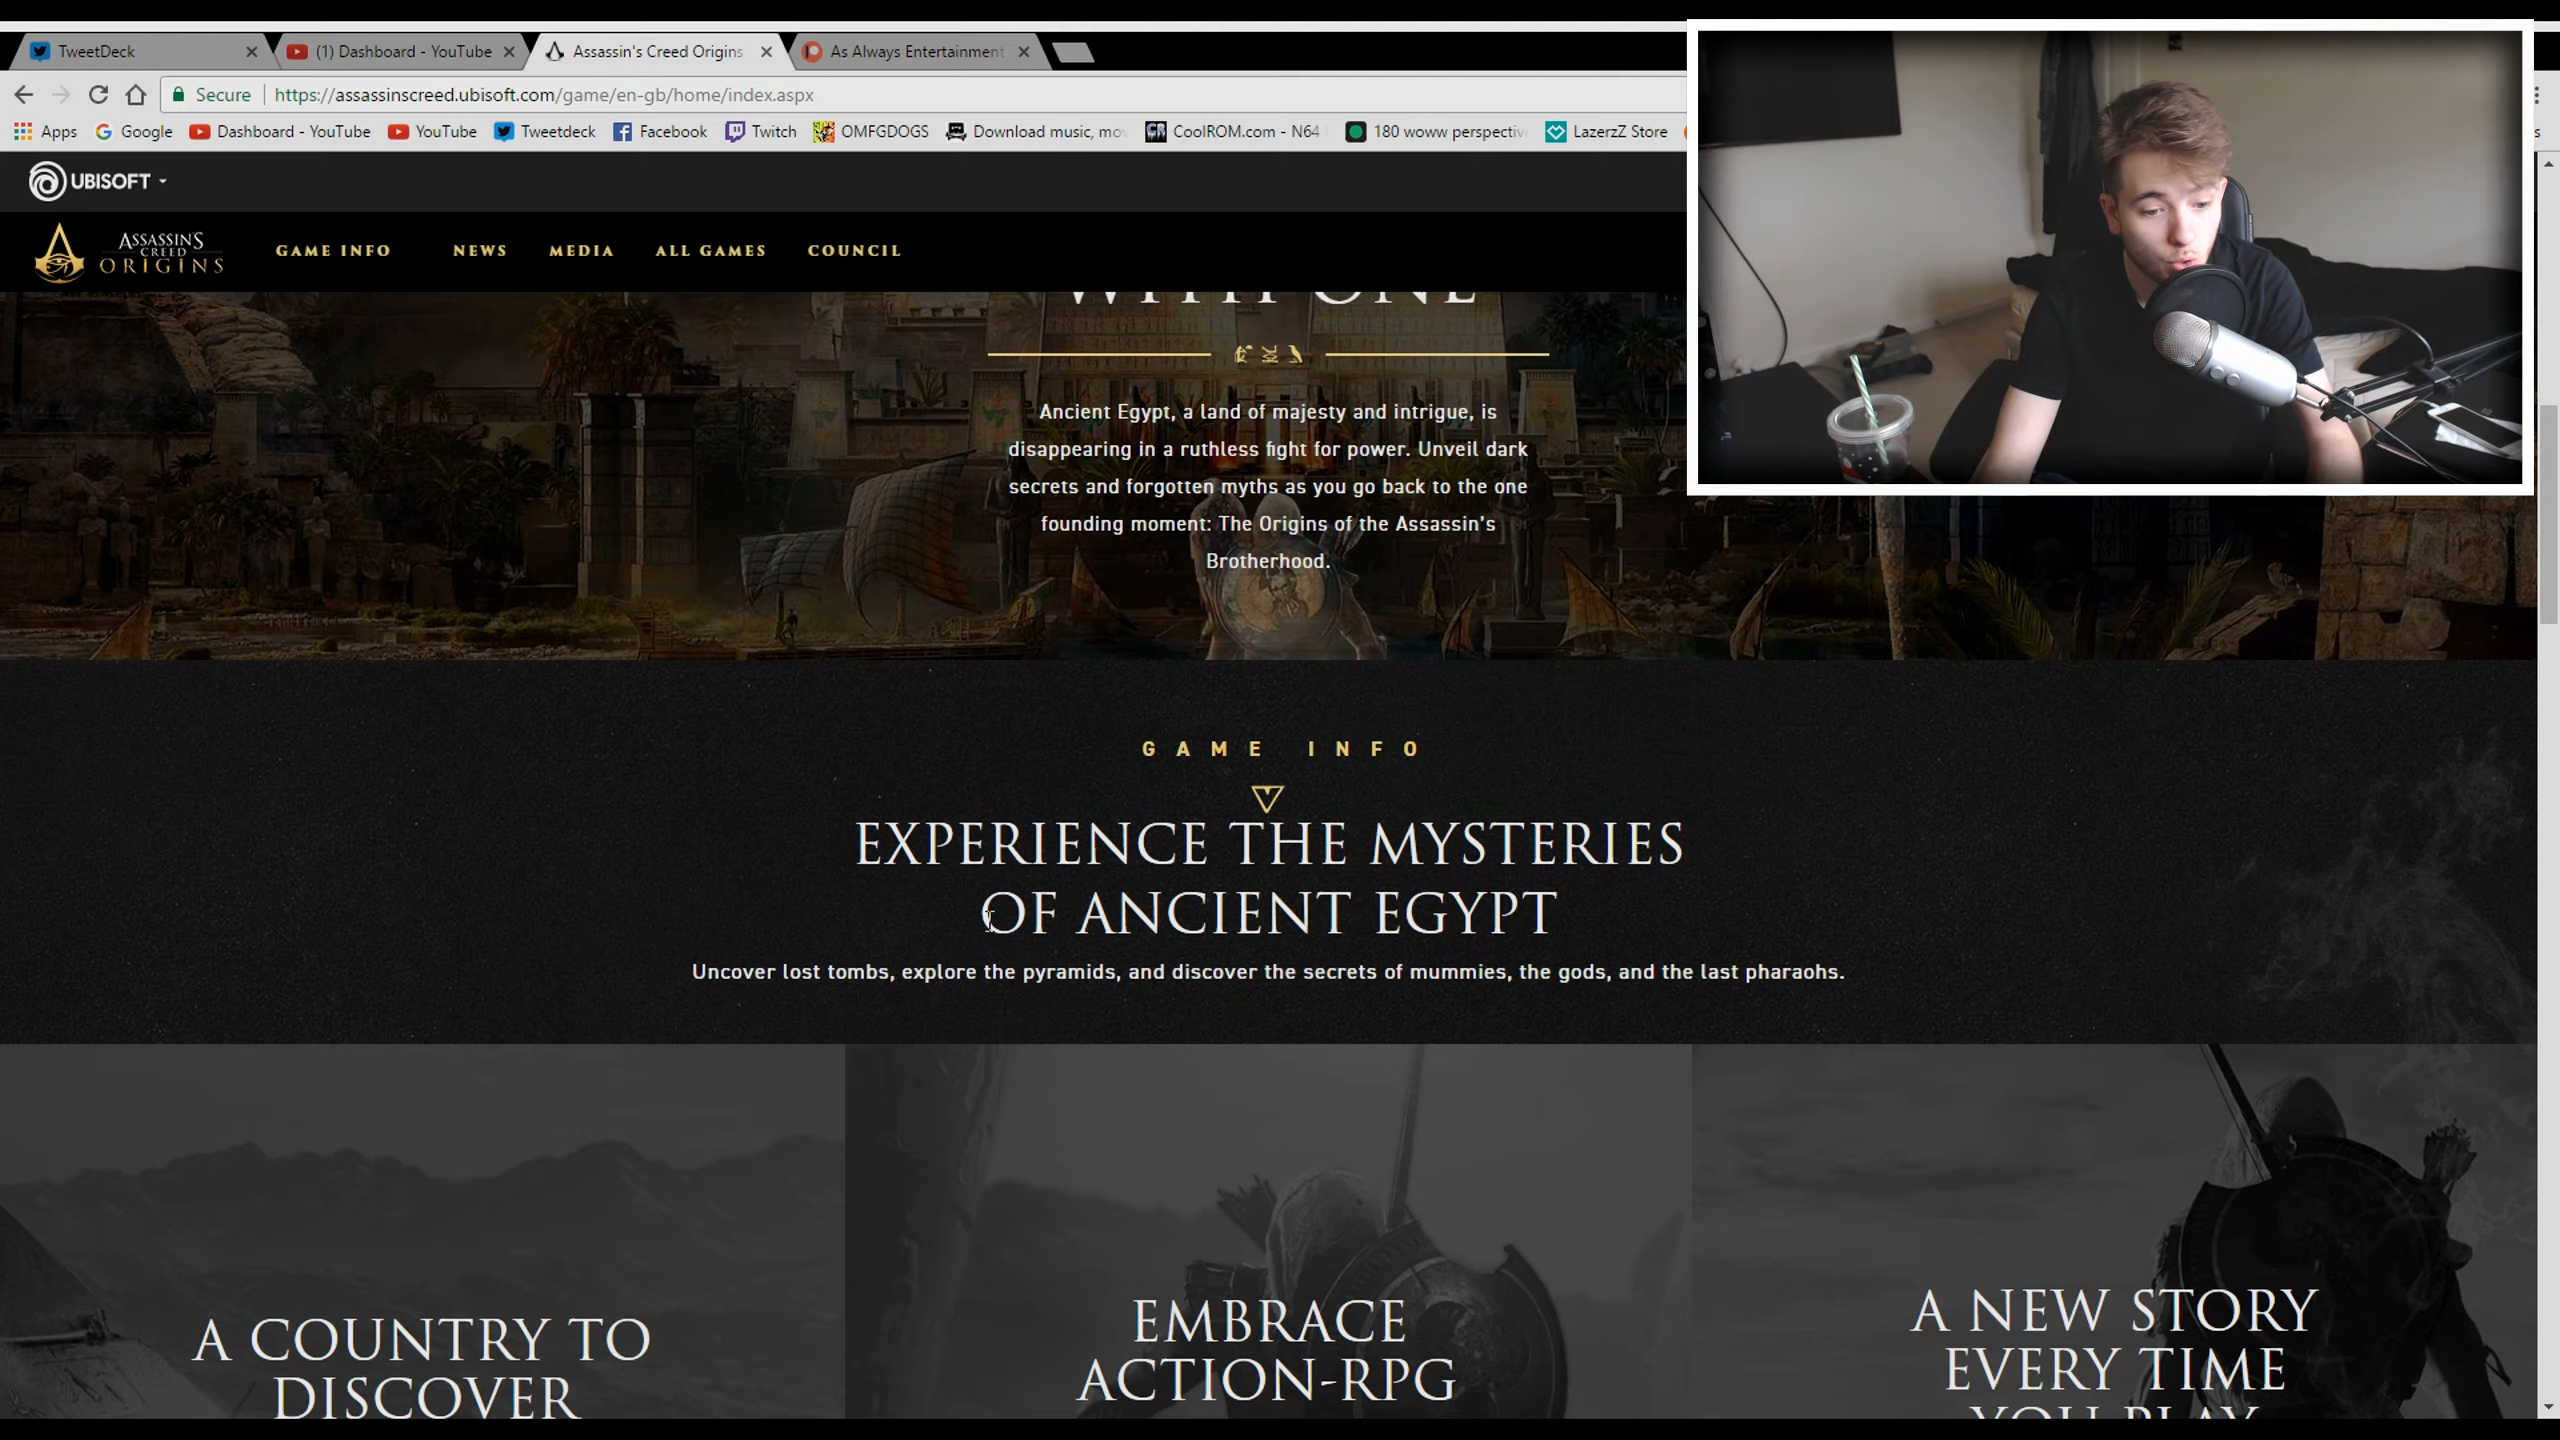 TweetDeck
(1) Dashboard - YouTube
Assassin's Creed Origins
As Always Entertainment
Secure
https://assassinscreed.ubisoft.com/game/en-gb/home/index.aspx
Apps
Google
Dashboard - YouTube
YouTube
Tweetdeck
Facebook
Twitch
OMFGDOGS
Download music, mo
CoolROM.com - N64
180 woww perspectiv
LazerzZ Store
UBISOFT
ASSASSIN'S
CREED
ORIGINS
GAME INFO
NEWS
MEDIA
ALL GAMES
COUNCIL
WITH ONE
Ancient Egypt, a land of majesty and intrigue, is
disappearing in a ruthless fight for power. Unveil dark
secrets and forgotten myths as you go back to the one
founding moment: The Origins of the Assassin's
Brotherhood.
GAME INFO
EXPERIENCE THE MYSTERIES
OF ANCIENT EGYPT
Uncover lost tombs, explore the pyramids, and discover the secrets of mummies, the gods, and the last pharaohs.
A COUNTRY TO
DISCOVER
EMBRACE
ACTION-RPG
A NEW STORY
EVERY TIME
YOU PLAY